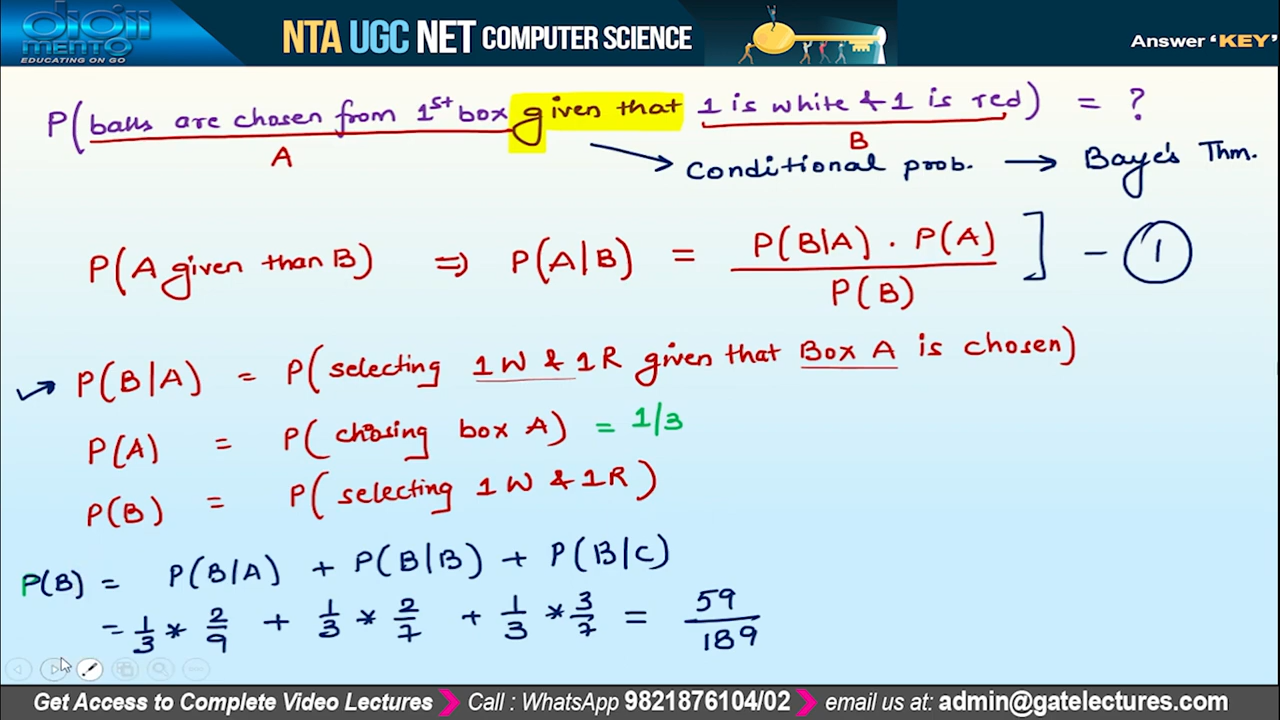 DIGII
MENTO
EDUCATING ON GO
NTA UGC NET COMPUTER SCIENCE
Answer ‘KEY’
P(balls are chosen from 1st box given that 1 is white & 1 is red) = ?
A
B
Conditional prob. → Baye's Thm.
P(A given than B) ⇒ P(A|B) = P(B|A) . P(A) / P(B) ] - ①
P(B|A) = P(selecting 1W & 1R given that Box A is chosen)
P(A) = P(chosing box A) = 1/3
P(B) = P(selecting 1W & 1R)
P(B) = P(B|A) + P(B|B) + P(B|C)
= 1/3 * 2/9 + 1/3 * 2/7 + 1/3 * 3/7 = 59/189
Get Access to Complete Video Lectures Call : WhatsApp 9821876104/02 email us at: admin@gatelectures.com